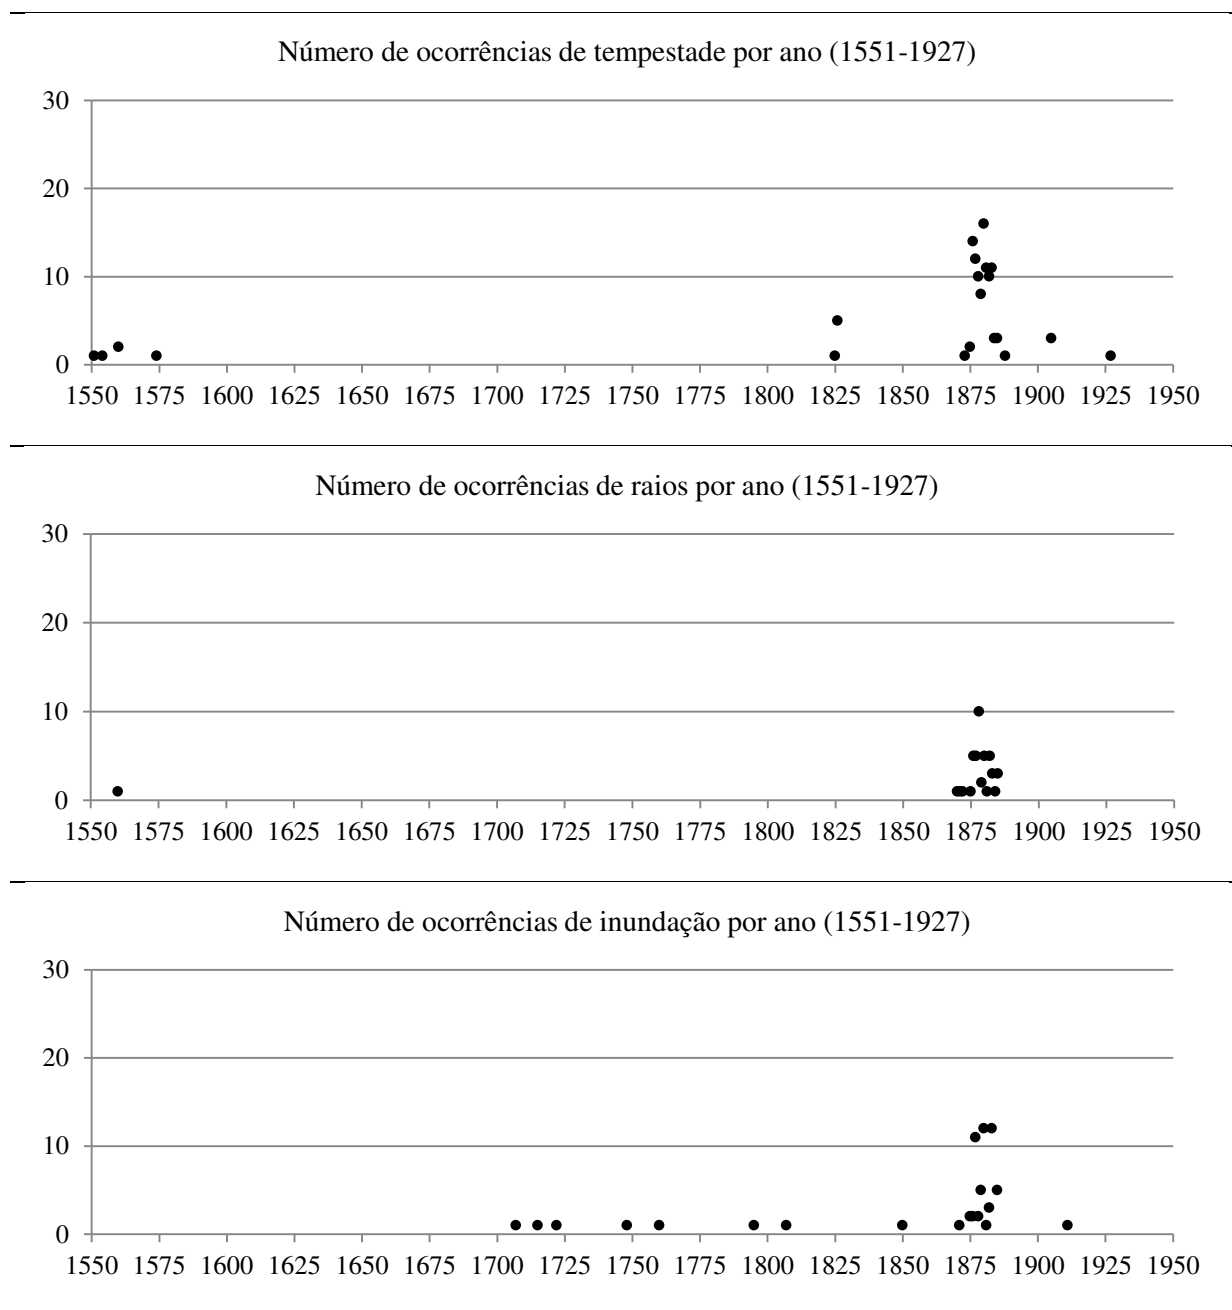 Número de ocorrências de tempestade por ano (1551-1927)
30
20
10
0
1550 1575 1600 1625 1650 1675 1700 1725 1750 1775 1800 1825 1850 1875 1900 1925 1950
Número de ocorrências de raios por ano (1551-1927)
30
20
10
0
1550 1575 1600 1625 1650 1675 1700 1725 1750 1775 1800 1825 1850 1875 1900 1925 1950
Número de ocorrências de inundação por ano (1551-1927)
30
20
10
0
1550 1575 1600 1625 1650 1675 1700 1725 1750 1775 1800 1825 1850 1875 1900 1925 1950